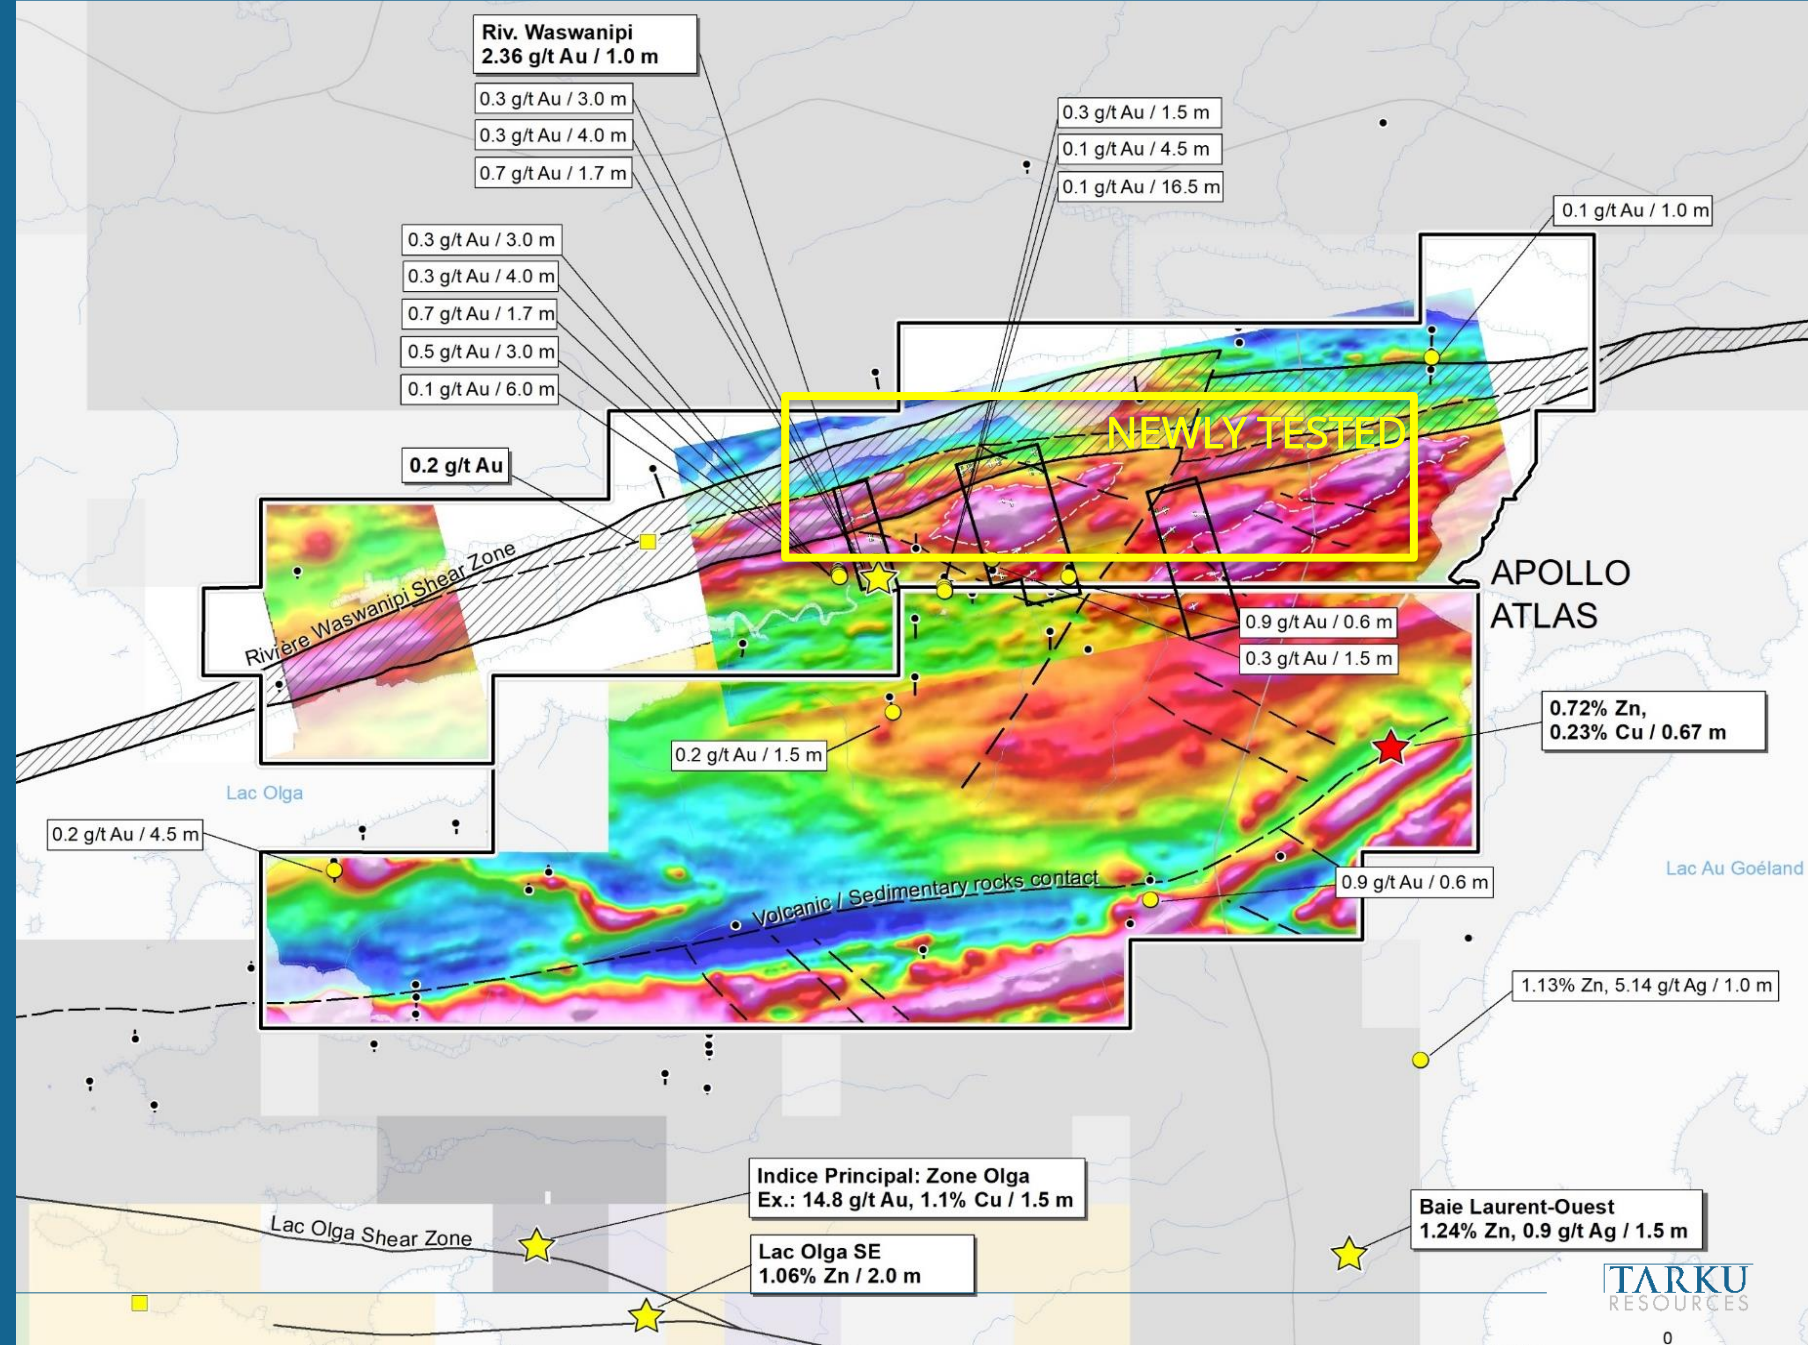 Riv. Waswanipi
2.36 g/t Au / 1.0 m
0.3 g/t Au / 3.0 m
0.3 g/t Au / 4.0 m
0.7 g/t Au / 1.7 m
0.3 g/t Au / 1.5 m
0.1 g/t Au / 4.5 m
0.1 g/t Au / 16.5 m
0.1 g/t Au / 1.0 m
0.3 g/t Au / 3.0 m
0.3 g/t Au / 4.0 m
0.7 g/t Au / 1.7 m
0.5 g/t Au / 3.0 m
0.1 g/t Au / 6.0 m
0.2 g/t Au
NEWLY TESTED
Rivière Waswanipi Shear Zone
APOLLO
ATLAS
0.9 g/t Au / 0.6 m
0.3 g/t Au / 1.5 m
0.72% Zn,
0.23% Cu / 0.67 m
0.2 g/t Au / 1.5 m
Lac Olga
0.2 g/t Au / 4.5 m
Lac Au Goéland
0.9 g/t Au / 0.6 m
Volcanic / Sedimentary rocks contact
1.13% Zn, 5.14 g/t Ag / 1.0 m
Indice Principal: Zone Olga
Ex.: 14.8 g/t Au, 1.1% Cu / 1.5 m
Lac Olga Shear Zone
Lac Olga SE
1.06% Zn / 2.0 m
Baie Laurent-Ouest
1.24% Zn, 0.9 g/t Ag / 1.5 m
TARKU
RESOURCES
0